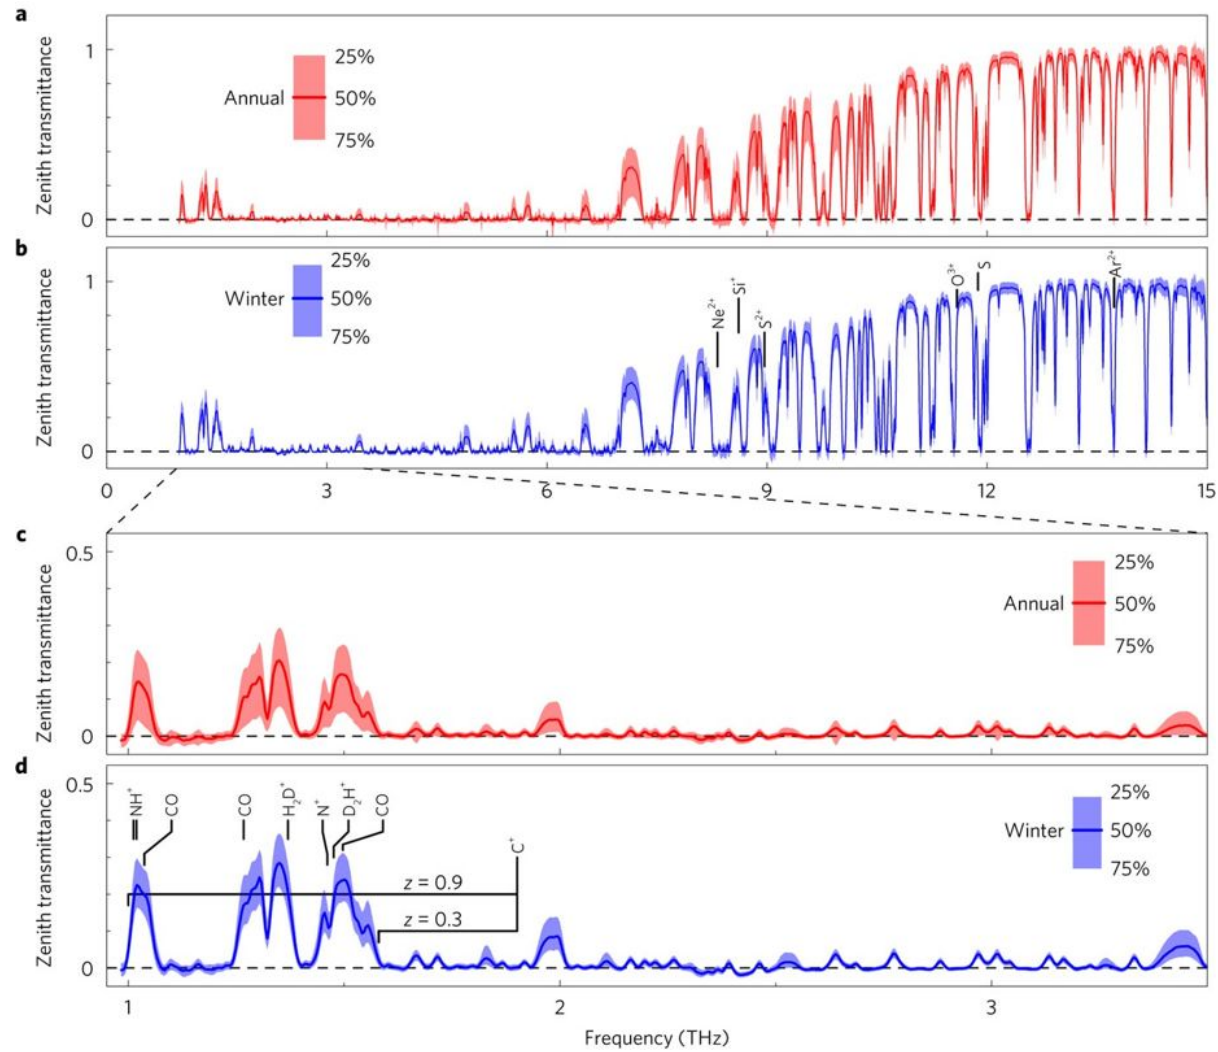 a
Zenith transmittance
1
0
Annual
25%
50%
75%
b
Zenith transmittance
1
0
Winter
25%
50%
75%
Ne²⁺
Si⁺
S²⁺
O³⁺
S
Ar²⁺
0 3 6 9 12 15
c
Zenith transmittance
0.5
0
Annual
25%
50%
75%
d
Zenith transmittance
0.5
0
NH⁺
CO
CO
H₂D⁺
N⁺
D₂H⁺
CO
C⁺
z = 0.9
z = 0.3
Winter
25%
50%
75%
1 2 3
Frequency (THz)